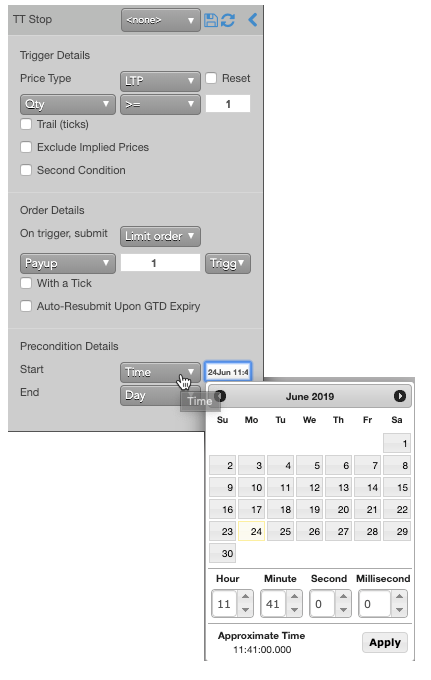 TT Stop <none>
Trigger Details
Price Type LTP Reset
Qty >= 1
Trail (ticks)
Exclude Implied Prices
Second Condition
Order Details
On trigger, submit Limit order
Payup 1 Trigg
With a Tick
Auto-Resubmit Upon GTD Expiry
Precondition Details
Start Time 24Jun 11:4
End Day
Time
June 2019
Su Mo Tu We Th Fr Sa
1
2 3 4 5 6 7 8
9 10 11 12 13 14 15
16 17 18 19 20 21 22
23 24 25 26 27 28 29
30
Hour Minute Second Millisecond
11 41 0 0
Approximate Time
11:41:00.000
Apply